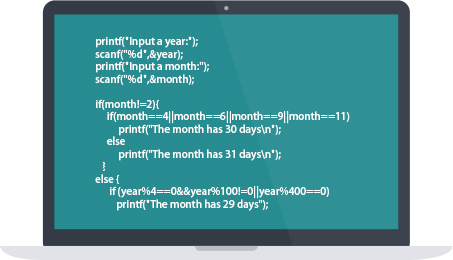 printf("Input a year:");
scanf("%d",&year);
printf("Input a month:");
scanf("%d",&month);
if(month!=2){
if(month==4||month==6||month==9||month==11)
printf("The month has 30 days\n");
else
printf("The month has 31 days\n");
}
else {
if (year%4==0&&year%100!=0||year%400==0)
printf("The month has 29 days");